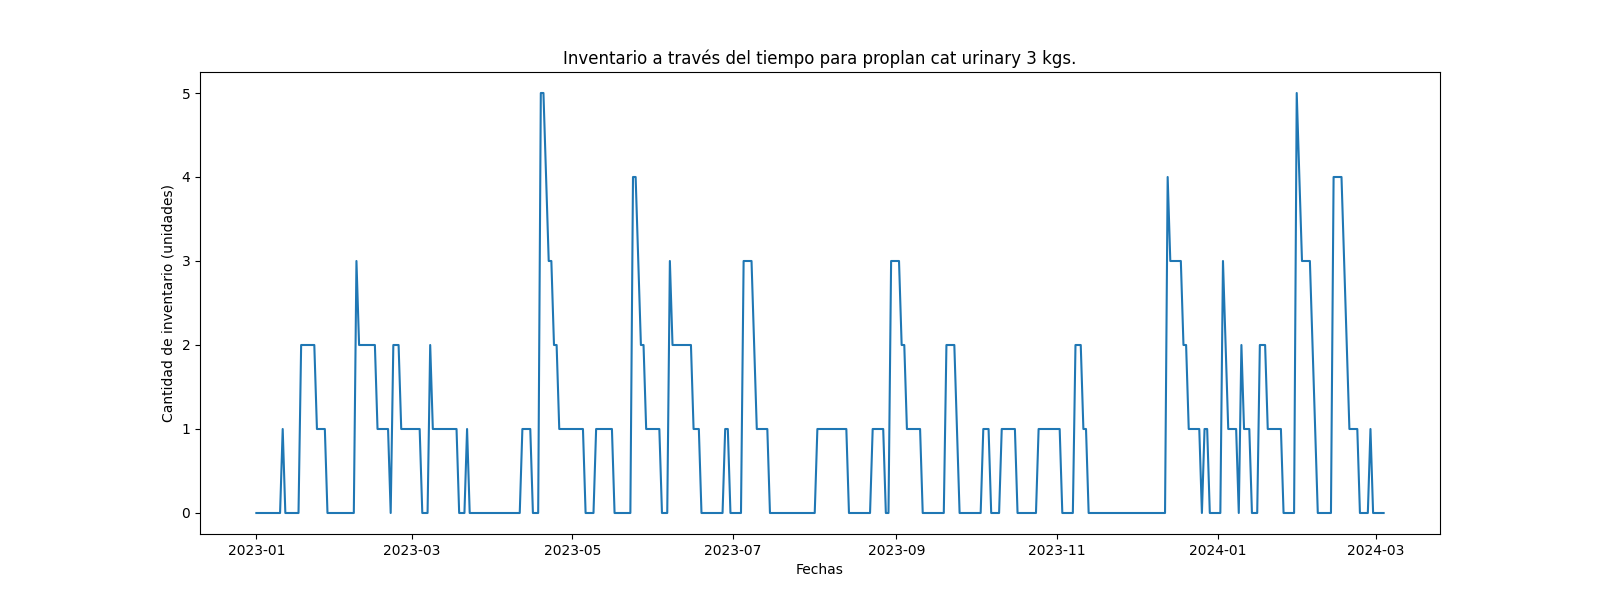 Inventario a través del tiempo para proplan cat urinary 3 kgs.
Cantidad de inventario (unidades)
5
4
3
2
1
0
2023-01 2023-03 2023-05 2023-07 2023-09 2023-11 2024-01 2024-03
Fechas